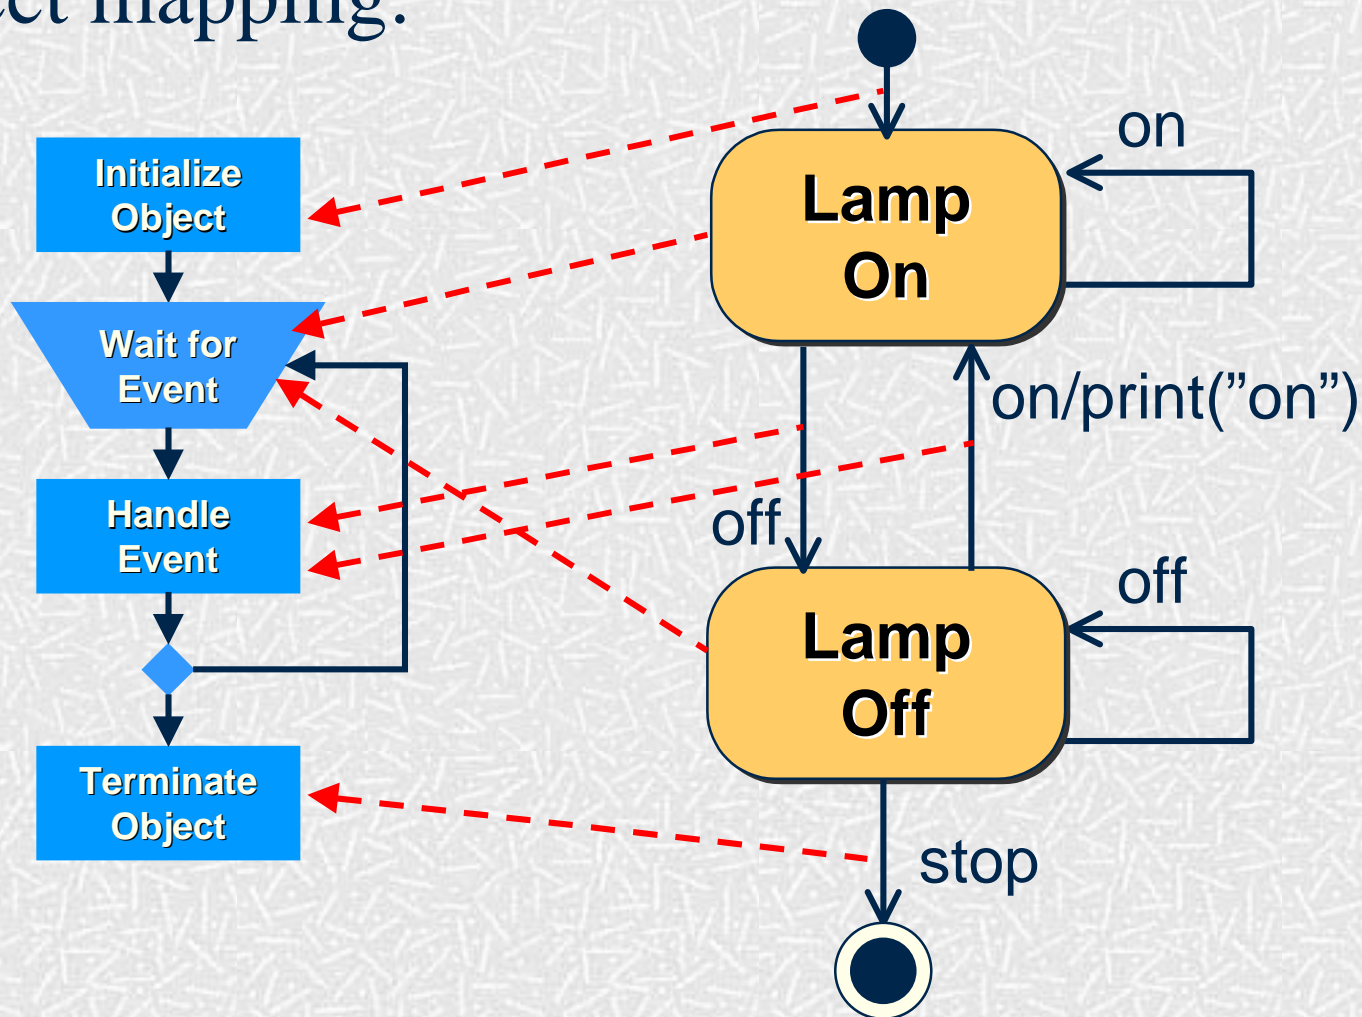 mapping:
Initialize
Object
Wait for
Event
Handle
Event
Terminate
Object
on
Lamp
On
on/print(”on”)
off
off
Lamp
Off
stop